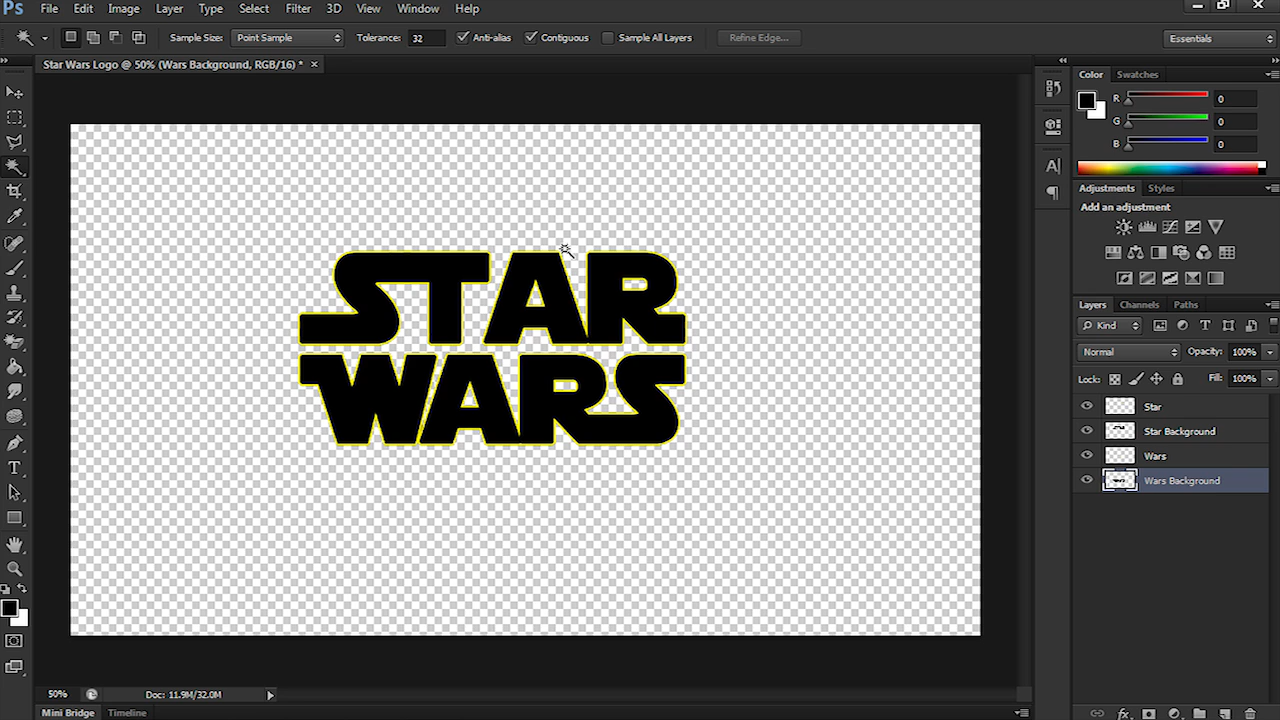 Ps File Edit Image Layer Type Select Filter 3D View Window Help
Sample Size: Point Sample Tolerance: 32 Anti-alias Contiguous Sample All Layers Refine Edge... Essentials
Star Wars Logo @ 50% (Wars Background, RGB/16) * ×
Color Swatches
R 0
G 0
B 0
Adjustments Styles
Add an adjustment
STAR
WARS
Layers Channels Paths
Kind
Normal Opacity: 100%
Lock: Fill: 100%
Star
Star Background
Wars
Wars Background
50% Doc: 11.9M/32.0M
Mini Bridge Timeline